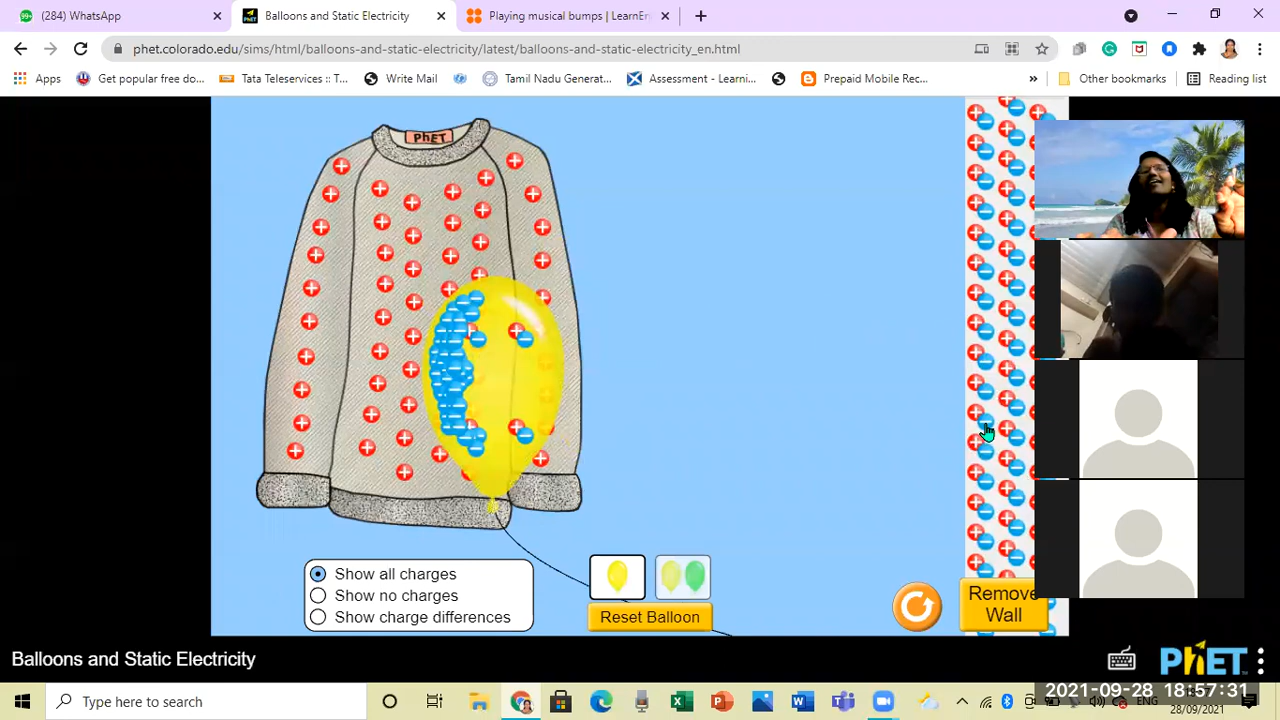 (284) WhatsApp
Balloons and Static Electricity
Playing musical bumps | LearnEn
phet.colorado.edu/sims/html/balloons-and-static-electricity/latest/balloons-and-static-electricity_en.html
Apps
Get popular free do...
Tata Teleservices :: T...
Write Mail
Tamil Nadu Generat...
Assessment - Learni...
Prepaid Mobile Rec...
»
Other bookmarks
Reading list
PhET
Show all charges
Show no charges
Show charge differences
Reset Balloon
Remove
Wall
Balloons and Static Electricity
PhET
Type here to search
ENG
2021-09-28 18:57:31
28/09/2021